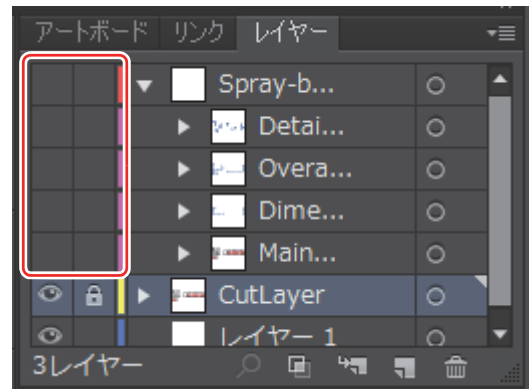 アートボード リンク レイヤー
Spray-b...
Detai...
Overa...
Dime...
Main...
CutLayer
レイヤー 1
3レイヤー